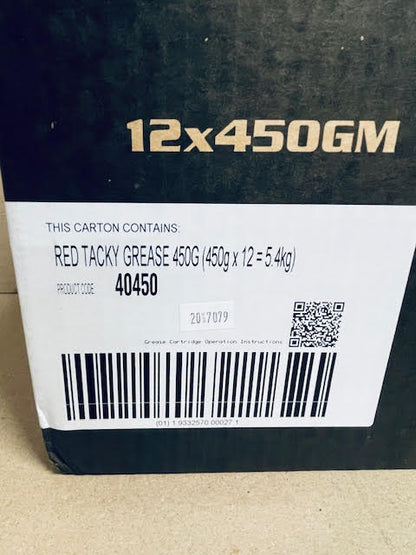 12x450GM
THIS CARTON CONTAINS:
RED TACKY GREASE 450G (450g x 12 = 5.4kg)
PRODUCT CODE 40450
Grease Cartridge Operation Instructions
(01) 1 9332570 00027 1